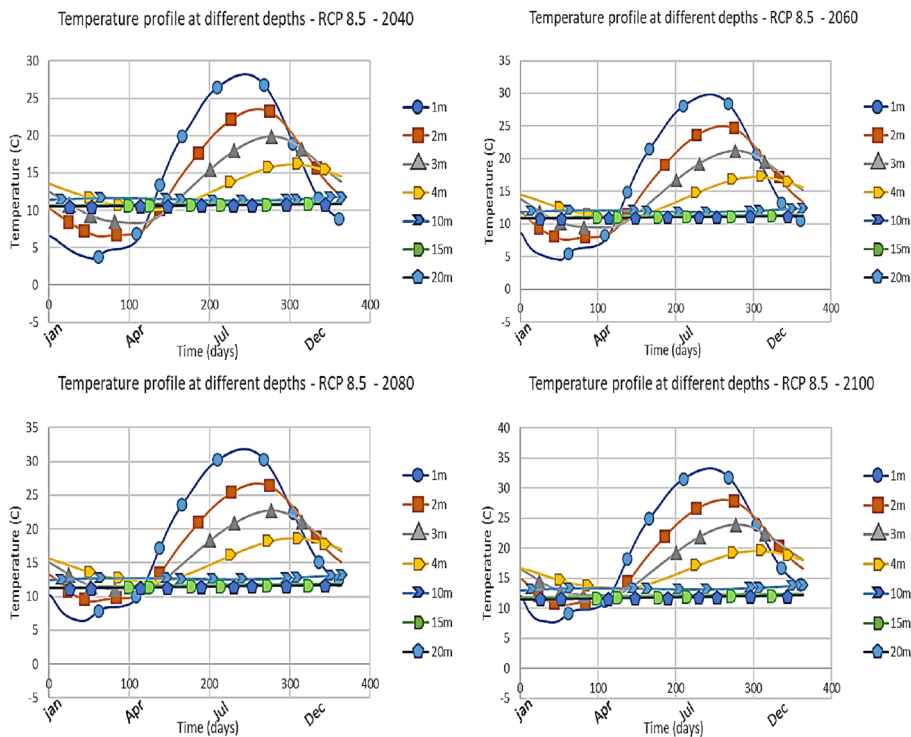 Temperature profile at different depths - RCP 8.5 - 2040
Temperature (C)
30
25
20
15
10
5
0
-5
0
100
200
300
400
jan
Apr
Jul
Dec
Time (days)
1m
2m
3m
4m
10m
15m
20m
Temperature profile at different depths - RCP 8.5 - 2060
Temperature (C)
35
30
25
20
15
10
5
0
-5
0
100
200
300
400
jan
Apr
Jul
Dec
Time (days)
1m
2m
3m
4m
10m
15m
20m
Temperature profile at different depths - RCP 8.5 - 2080
Temperature (C)
35
30
25
20
15
10
5
0
-5
0
100
200
300
400
jan
Apr
Jul
Dec
Time (days)
1m
2m
3m
4m
10m
15m
20m
Temperature profile at different depths - RCP 8.5 - 2100
Temperature (C)
40
35
30
25
20
15
10
5
0
-5
0
100
200
300
400
jan
Apr
Jul
Dec
Time (days)
1m
2m
3m
4m
10m
15m
20m